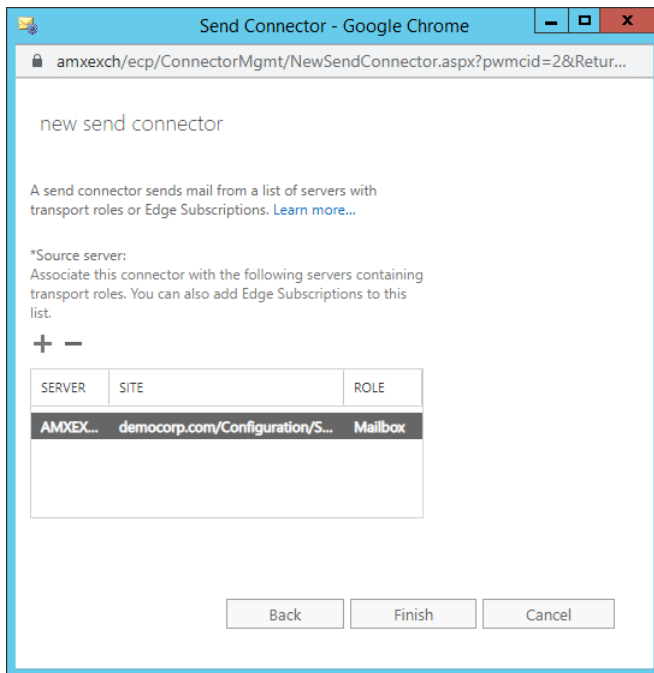 Send Connector - Google Chrome
amxexch/ecp/ConnectorMgmt/NewSendConnector.aspx?pwmcid=2&Retur...
new send connector
A send connector sends mail from a list of servers with
transport roles or Edge Subscriptions. Learn more...
*Source server:
Associate this connector with the following servers containing
transport roles. You can also add Edge Subscriptions to this
list.
SERVER SITE ROLE
AMXEX... democorp.com/Configuration/S... Mailbox
Back Finish Cancel